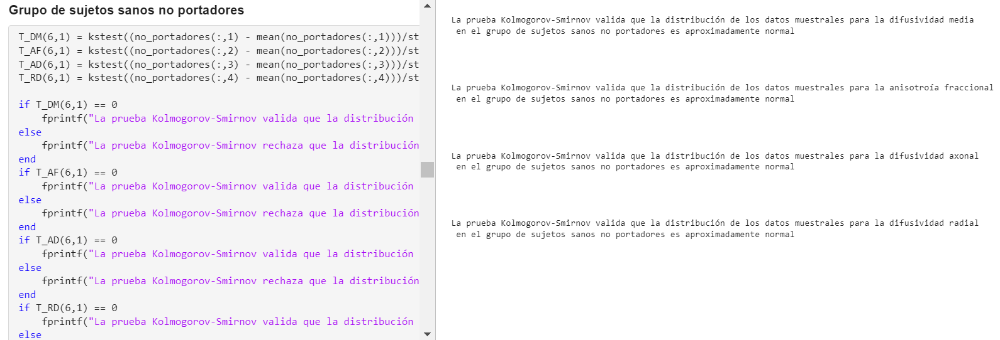 Grupo de sujetos sanos no portadores
T_DM(6,1) = kstest((no_portadores(:,1) - mean(no_portadores(:,1)))/st
T_AF(6,1) = kstest((no_portadores(:,2) - mean(no_portadores(:,2)))/st
T_AD(6,1) = kstest((no_portadores(:,3) - mean(no_portadores(:,3)))/st
T_RD(6,1) = kstest((no_portadores(:,4) - mean(no_portadores(:,4)))/st
if T_DM(6,1) == 0
fprintf("La prueba Kolmogorov-Smirnov valida que la distribución
else
fprintf("La prueba Kolmogorov-Smirnov rechaza que la distribución
end
if T_AF(6,1) == 0
fprintf("La prueba Kolmogorov-Smirnov valida que la distribución
else
fprintf("La prueba Kolmogorov-Smirnov rechaza que la distribución
end
if T_AD(6,1) == 0
fprintf("La prueba Kolmogorov-Smirnov valida que la distribución
else
fprintf("La prueba Kolmogorov-Smirnov rechaza que la distribución
end
if T_RD(6,1) == 0
fprintf("La prueba Kolmogorov-Smirnov valida que la distribución
else
La prueba Kolmogorov-Smirnov valida que la distribución de los datos muestrales para la difusividad media
en el grupo de sujetos sanos no portadores es aproximadamente normal
La prueba Kolmogorov-Smirnov valida que la distribución de los datos muestrales para la anisotroía fraccional
en el grupo de sujetos sanos no portadores es aproximadamente normal
La prueba Kolmogorov-Smirnov valida que la distribución de los datos muestrales para la difusividad axonal
en el grupo de sujetos sanos no portadores es aproximadamente normal
La prueba Kolmogorov-Smirnov valida que la distribución de los datos muestrales para la difusividad radial
en el grupo de sujetos sanos no portadores es aproximadamente normal